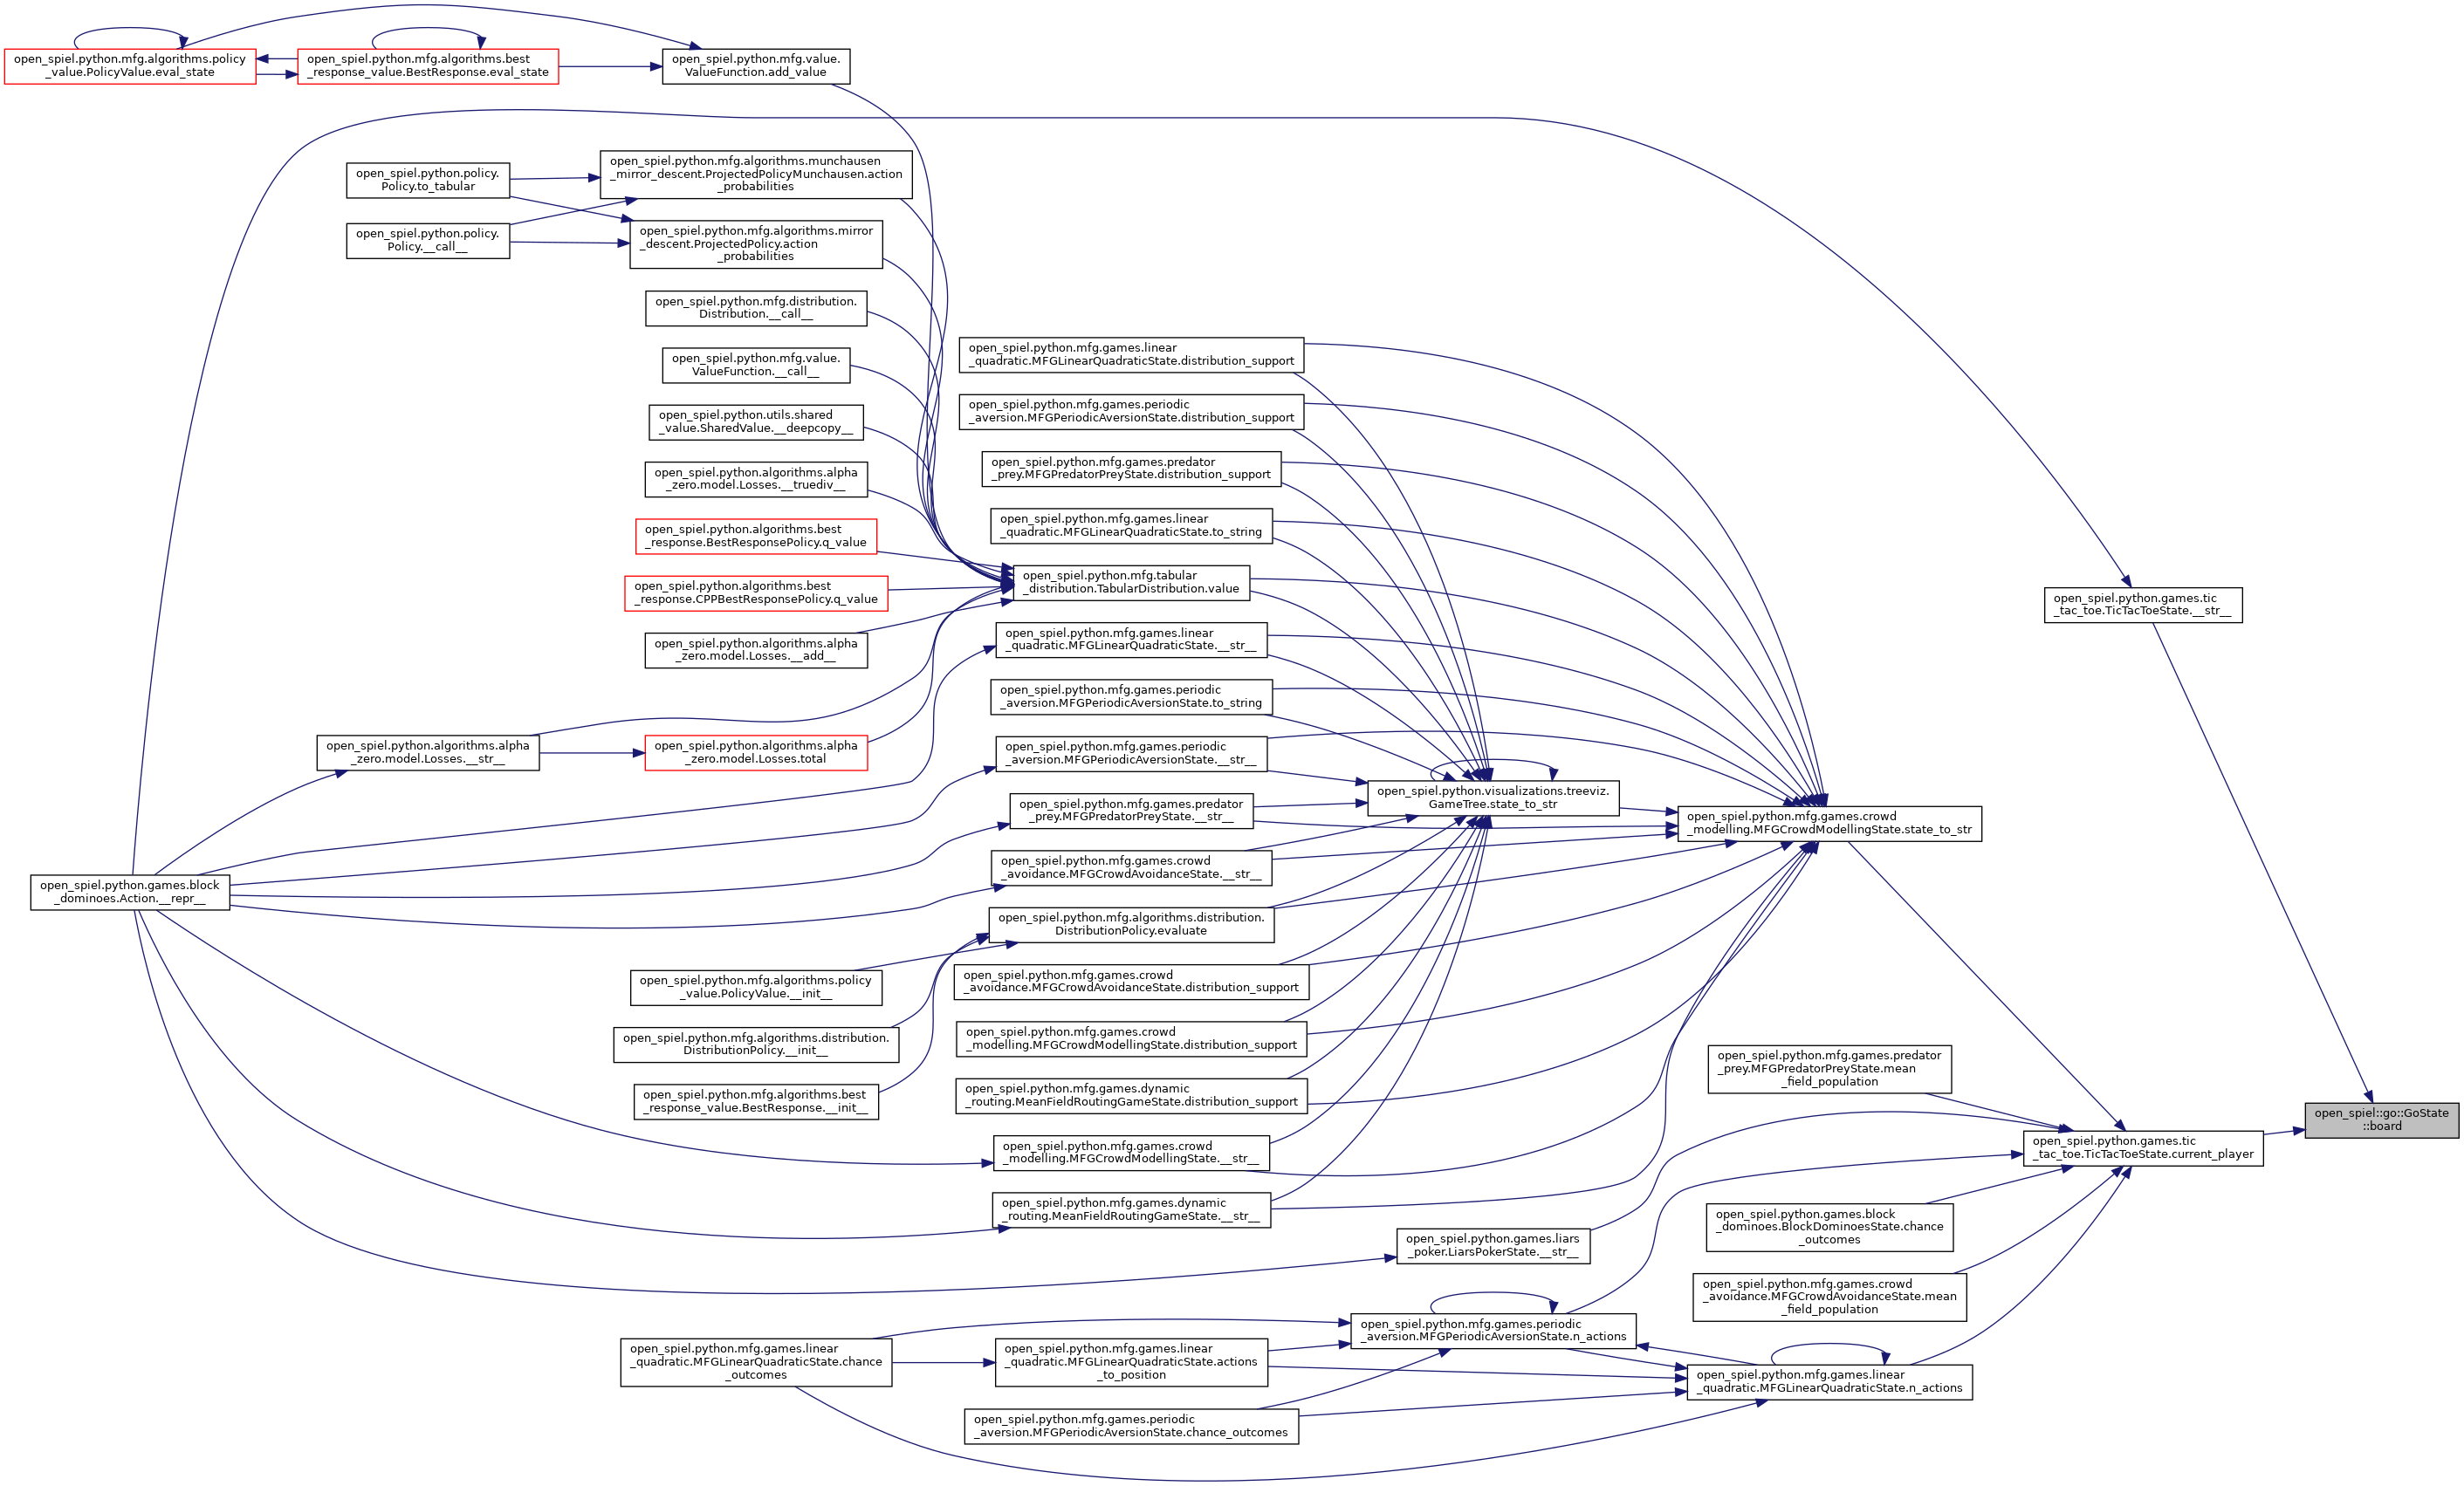 open_spiel.python.mfg.algorithms.policy
_value.PolicyValue.eval_state
open_spiel.python.mfg.algorithms.best
_response_value.BestResponse.eval_state
open_spiel.python.mfg.value.
ValueFunction.add_value
open_spiel.python.policy.
Policy.to_tabular
open_spiel.python.mfg.algorithms.munchausen
_mirror_descent.ProjectedPolicyMunchausen.action
_probabilities
open_spiel.python.policy.
Policy.__call__
open_spiel.python.mfg.algorithms.mirror
_descent.ProjectedPolicy.action
_probabilities
open_spiel.python.mfg.distribution.
Distribution.__call__
open_spiel.python.mfg.value.
ValueFunction.__call__
open_spiel.python.utils.shared
_value.SharedValue.__deepcopy__
open_spiel.python.algorithms.alpha
_zero.model.Losses.__truediv__
open_spiel.python.algorithms.best
_response.BestResponsePolicy.q_value
open_spiel.python.algorithms.best
_response.CPPBestResponsePolicy.q_value
open_spiel.python.algorithms.alpha
_zero.model.Losses.__add__
open_spiel.python.algorithms.alpha
_zero.model.Losses.__str__
open_spiel.python.algorithms.alpha
_zero.model.Losses.total
open_spiel.python.games.block
_dominoes.Action.__repr__
open_spiel.python.mfg.algorithms.policy
_value.PolicyValue.__init__
open_spiel.python.mfg.algorithms.distribution.
DistributionPolicy.__init__
open_spiel.python.mfg.algorithms.best
_response_value.BestResponse.__init__
open_spiel.python.mfg.games.linear
_quadratic.MFGLinearQuadraticState.chance
_outcomes
open_spiel.python.mfg.games.linear
_quadratic.MFGLinearQuadraticState.distribution_support
open_spiel.python.mfg.games.periodic
_aversion.MFGPeriodicAversionState.distribution_support
open_spiel.python.mfg.games.predator
_prey.MFGPredatorPreyState.distribution_support
open_spiel.python.mfg.games.linear
_quadratic.MFGLinearQuadraticState.to_string
open_spiel.python.mfg.tabular
_distribution.TabularDistribution.value
open_spiel.python.mfg.games.linear
_quadratic.MFGLinearQuadraticState.__str__
open_spiel.python.mfg.games.periodic
_aversion.MFGPeriodicAversionState.to_string
open_spiel.python.mfg.games.periodic
_aversion.MFGPeriodicAversionState.__str__
open_spiel.python.mfg.games.predator
_prey.MFGPredatorPreyState.__str__
open_spiel.python.mfg.games.crowd
_avoidance.MFGCrowdAvoidanceState.__str__
open_spiel.python.mfg.algorithms.distribution.
DistributionPolicy.evaluate
open_spiel.python.mfg.games.crowd
_avoidance.MFGCrowdAvoidanceState.distribution_support
open_spiel.python.mfg.games.crowd
_modelling.MFGCrowdModellingState.distribution_support
open_spiel.python.mfg.games.dynamic
_routing.MeanFieldRoutingGameState.distribution_support
open_spiel.python.mfg.games.crowd
_modelling.MFGCrowdModellingState.__str__
open_spiel.python.mfg.games.dynamic
_routing.MeanFieldRoutingGameState.__str__
open_spiel.python.mfg.games.linear
_quadratic.MFGLinearQuadraticState.actions
_to_position
open_spiel.python.mfg.games.periodic
_aversion.MFGPeriodicAversionState.chance_outcomes
open_spiel.python.visualizations.treeviz.
GameTree.state_to_str
open_spiel.python.games.liars
_poker.LiarsPokerState.__str__
open_spiel.python.mfg.games.periodic
_aversion.MFGPeriodicAversionState.n_actions
open_spiel.python.mfg.games.crowd
_modelling.MFGCrowdModellingState.state_to_str
open_spiel.python.mfg.games.predator
_prey.MFGPredatorPreyState.mean
_field_population
open_spiel.python.games.block
_dominoes.BlockDominoesState.chance
_outcomes
open_spiel.python.mfg.games.crowd
_avoidance.MFGCrowdAvoidanceState.mean
_field_population
open_spiel.python.mfg.games.linear
_quadratic.MFGLinearQuadraticState.n_actions
open_spiel.python.games.tic
_tac_toe.TicTacToeState.__str__
open_spiel.python.games.tic
_tac_toe.TicTacToeState.current_player
open_spiel::go::GoState
::board